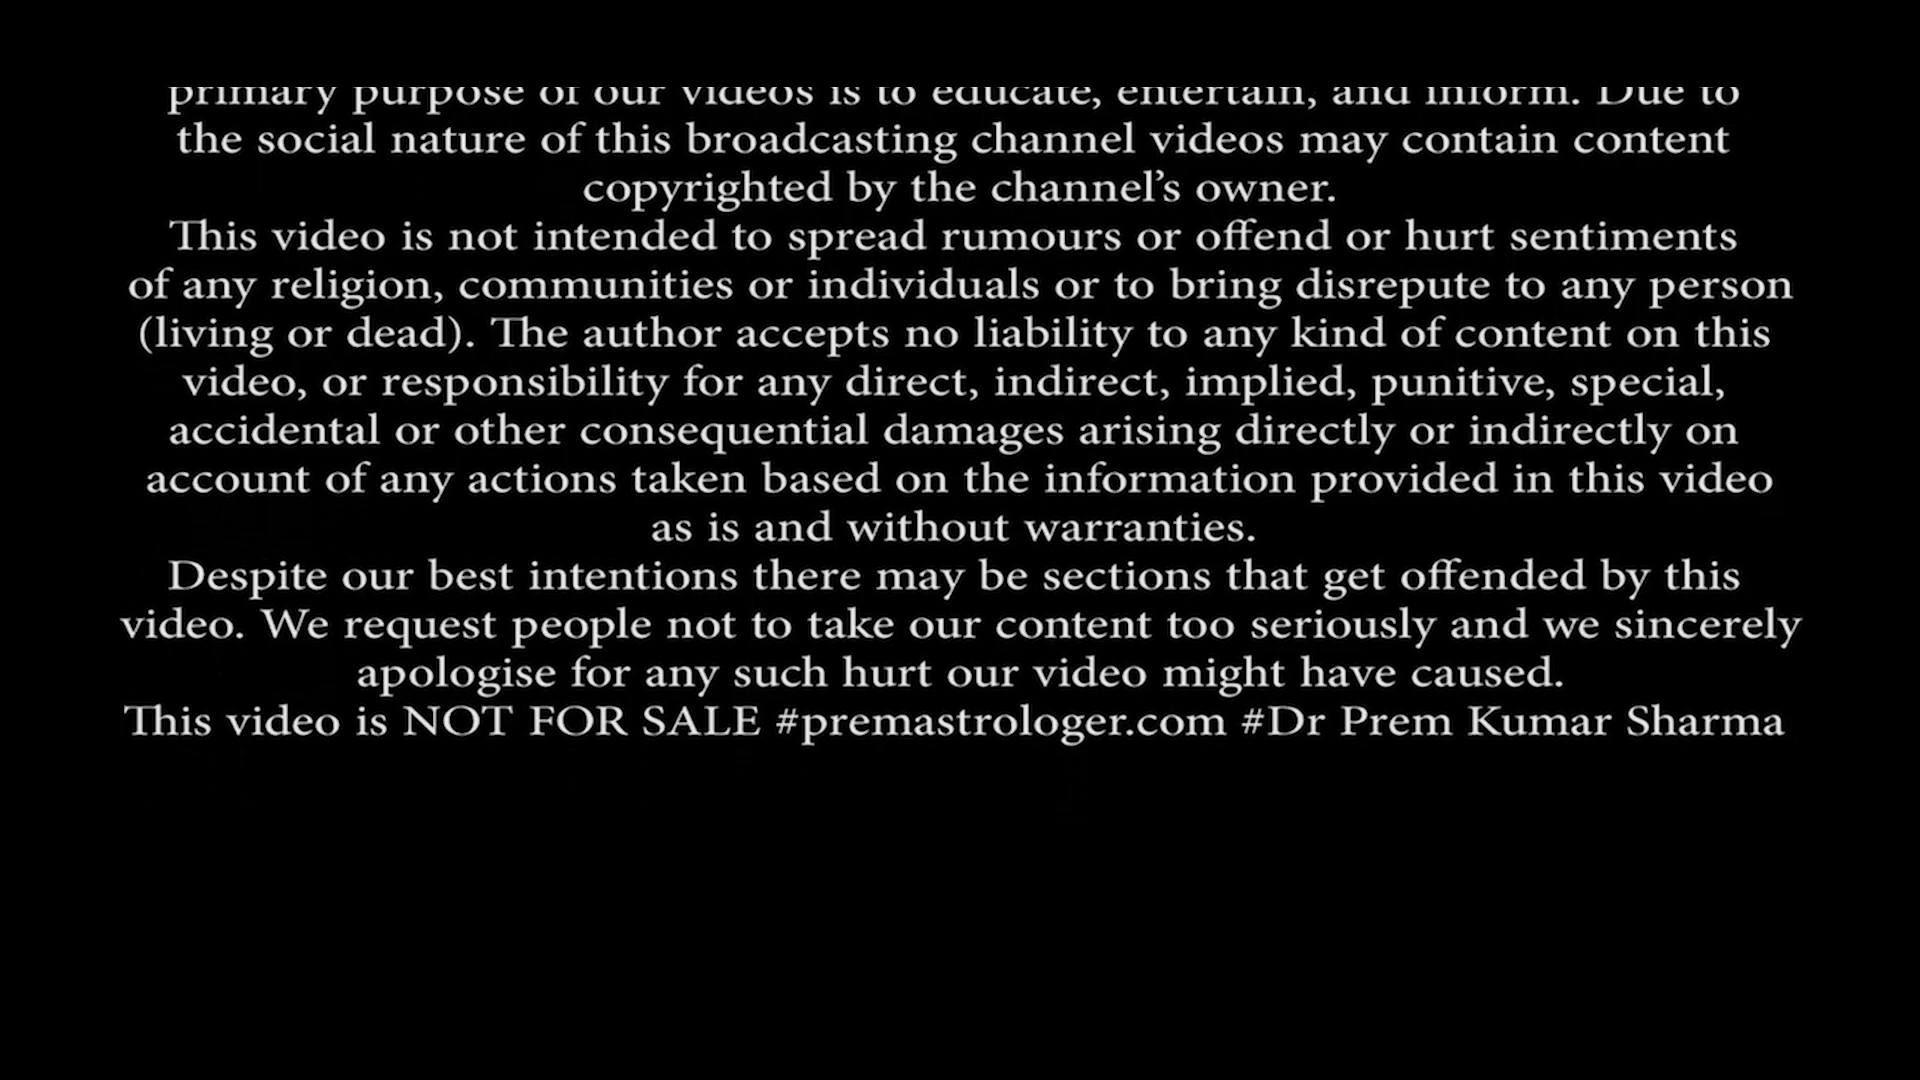 primary purpose of our videos is to educate, entertain, and inform. Due to
the social nature of this broadcasting channel videos may contain content
copyrighted by the channel’s owner.
This video is not intended to spread rumours or offend or hurt sentiments
of any religion, communities or individuals or to bring disrepute to any person
(living or dead). The author accepts no liability to any kind of content on this
video, or responsibility for any direct, indirect, implied, punitive, special,
accidental or other consequential damages arising directly or indirectly on
account of any actions taken based on the information provided in this video
as is and without warranties.
Despite our best intentions there may be sections that get offended by this
video. We request people not to take our content too seriously and we sincerely
apologise for any such hurt our video might have caused.
This video is NOT FOR SALE #premastrologer.com #Dr Prem Kumar Sharma